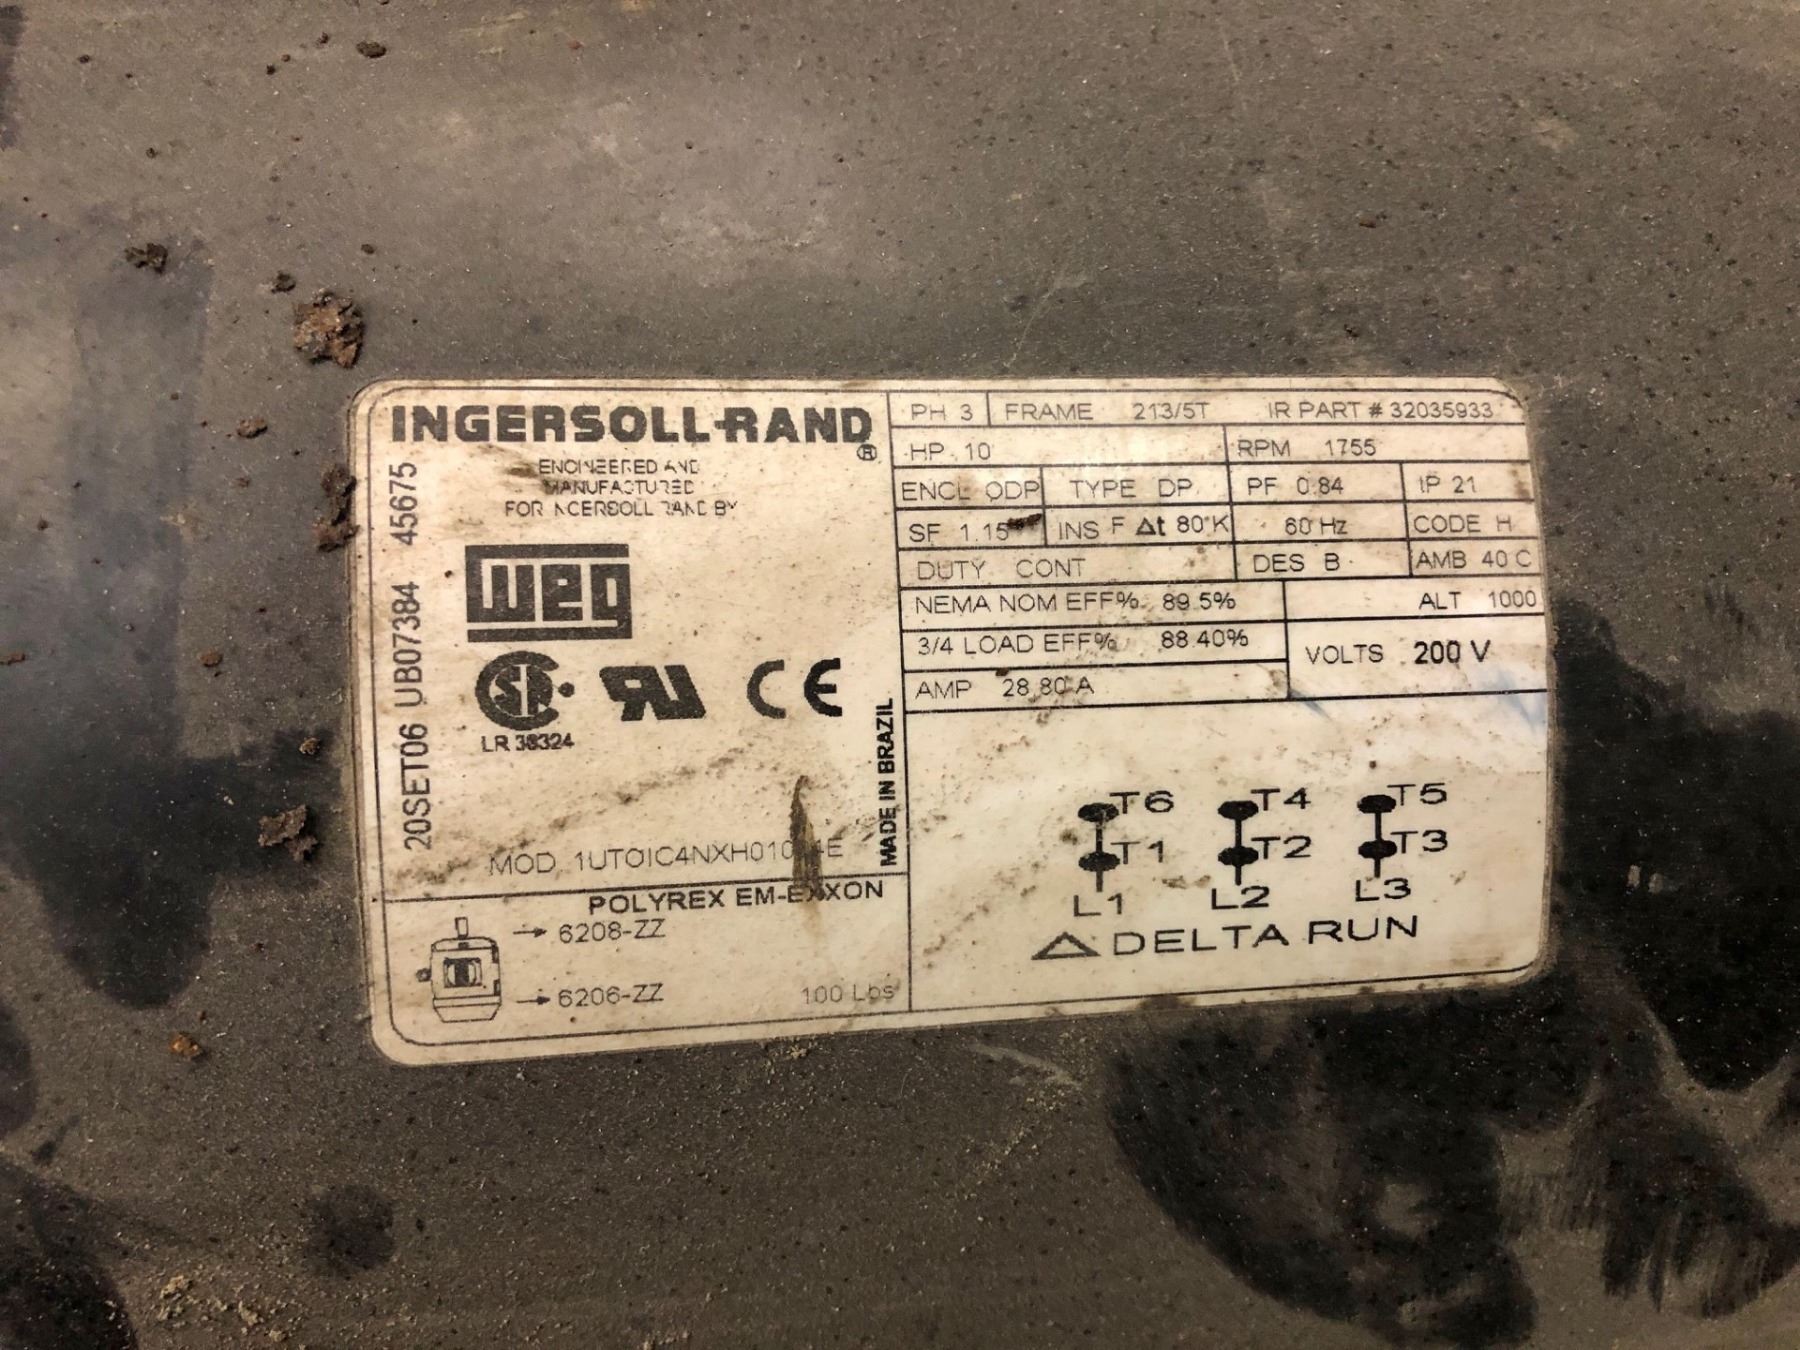 INGERSOLL-RAND®
ENGINEERED AND
MANUFACTURED
FOR INGERSOLL RAND BY
weg
20SET06 UB07384 45675
LR 38324
CE
MADE IN BRAZIL
MOD.
POLYREX EM-EXXON
→ 6208-ZZ
→ 6206-ZZ
100 Lbs
PH 3 FRAME 213/5T IR PART # 32035933
HP 10 RPM 1755
ENCL ODP TYPE DP PF 0.84 IP 21
SF 1.15 INS F Δt 80°K 60 Hz CODE H
DUTY CONT DES B AMB 40 C
NEMA NOM EFF% 89.5% ALT 1000
3/4 LOAD EFF% 88.40% VOLTS 200 V
AMP 28.80 A
T6 T4 T5
T1 T2 T3
L1 L2 L3
Δ DELTA RUN